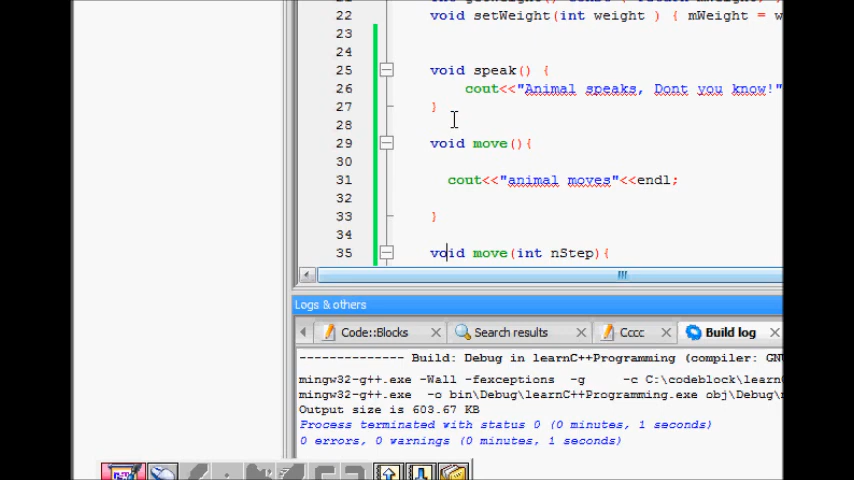 22 void setWeight(int weight ) { mWeight = w
23
24
25 void speak() {
26 cout<<"Animal speaks, Dont you know!"
27 }
28
29 void move(){
30
31 cout<<"animal moves"<<endl;
32
33 }
34
35 void move(int nStep){
Logs & others
Code::Blocks Search results Cccc Build log
-------------- Build: Debug in learnC++Programming (compiler: GNU
mingw32-g++.exe -Wall -fexceptions -g -c C:\codeblock\learn
mingw32-g++.exe -o bin\Debug\learnC++Programming.exe obj\Debug\
Output size is 603.67 KB
Process terminated with status 0 (0 minutes, 1 seconds)
0 errors, 0 warnings (0 minutes, 1 seconds)